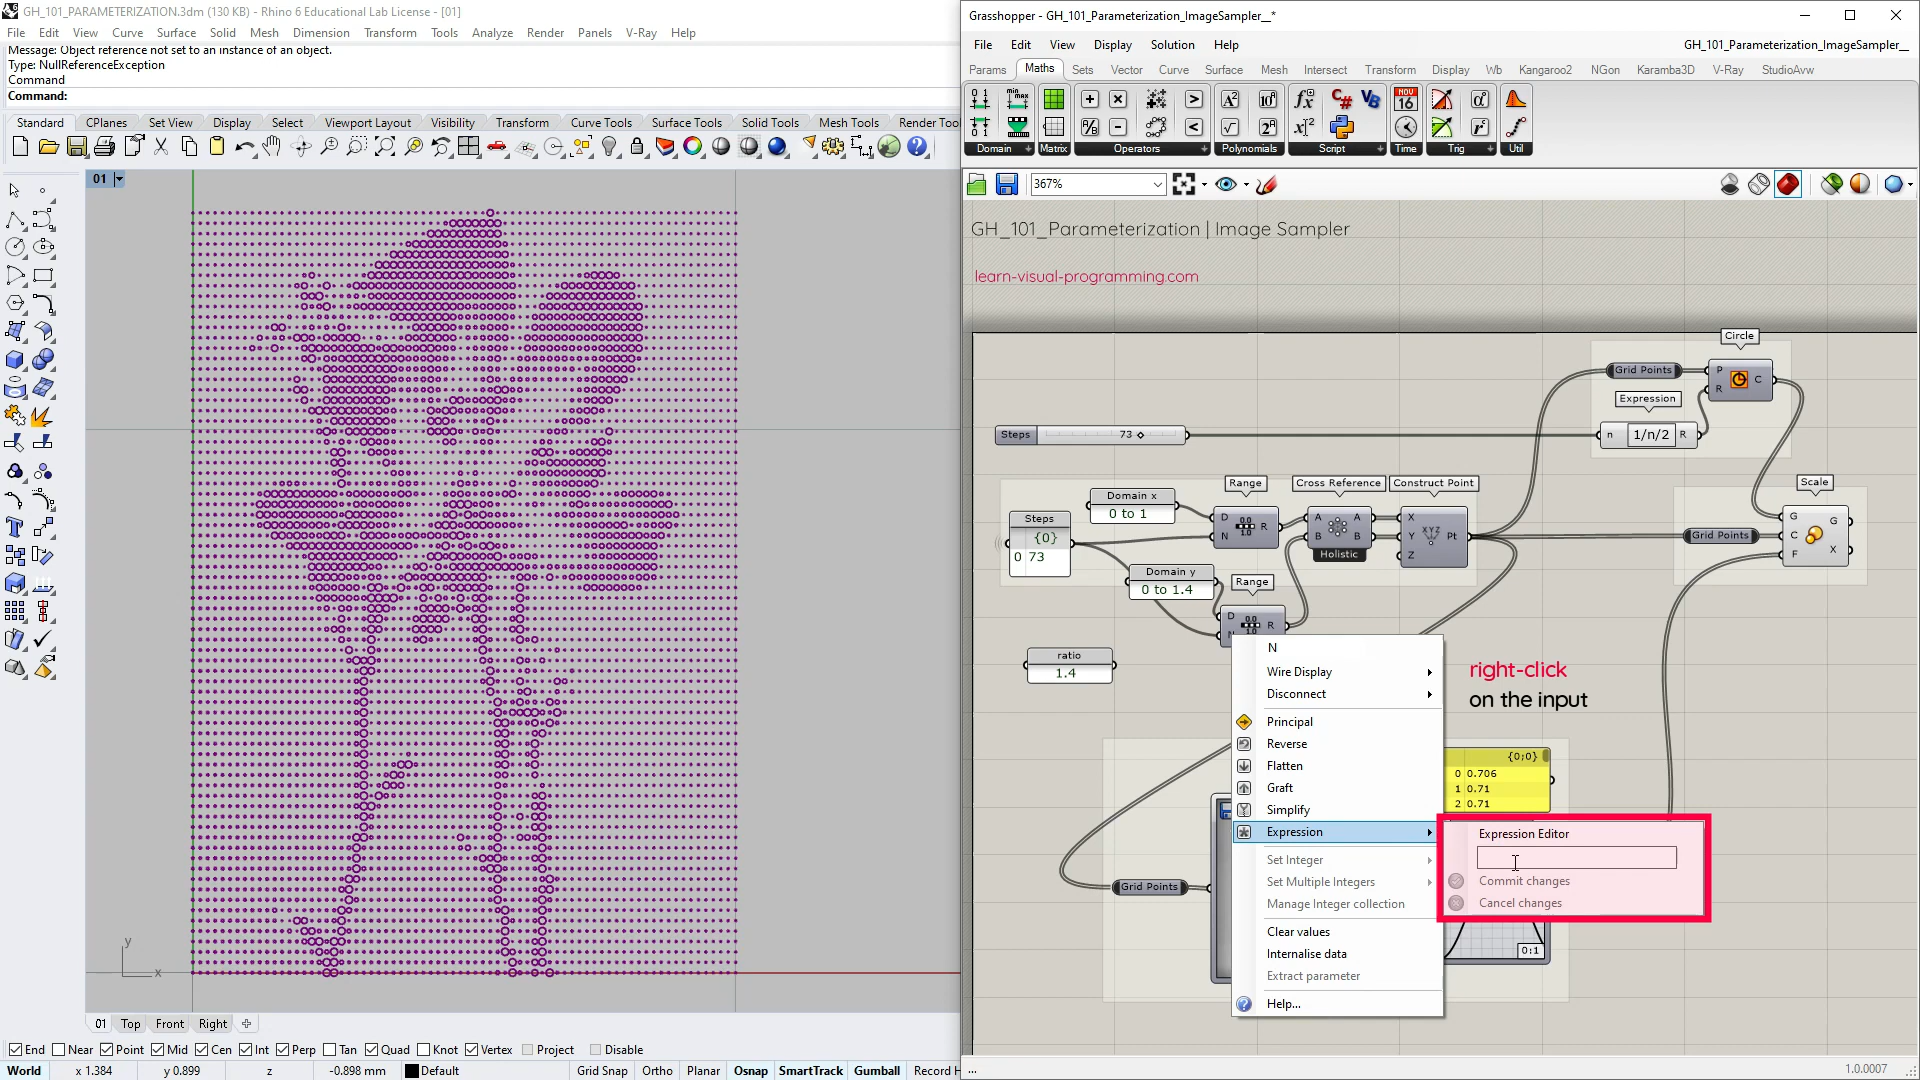 GH_101_PARAMETERIZATION.3dm (130 KB) - Rhino 6 Educational Lab License - [01]
File Edit View Curve Surface Solid Mesh Dimension Transform Tools Analyze Render Panels V-Ray Help
Message: Object reference not set to an instance of an object.
Type: NullReferenceException
Command
Command:
Standard CPlanes Set View Display Select Viewport Layout Visibility Transform Curve Tools Surface Tools Solid Tools Mesh Tools Render Too
01
y
x
01 Top Front Right
End Near Point Mid Cen Int Perp Tan Quad Knot Vertex Project Disable
World x 1.384 y 0.899 z -0.898 mm Default Grid Snap Ortho Planar Osnap SmartTrack Gumball Record H
Grasshopper - GH_101_Parameterization_ImageSampler__*
File Edit View Display Solution Help GH_101_Parameterization_ImageSampler__
Params Maths Sets Vector Curve Surface Mesh Intersect Transform Display Wb Kangaroo2 NGon Karamba3D V-Ray StudioAvw
Domain Matrix Operators Polynomials Script Time Trig Util
367%
GH_101_Parameterization | Image Sampler
learn-visual-programming.com
Circle
Grid Points P R C
Expression
n 1/n/2 R
Steps 73
Range Cross Reference Construct Point Scale
Domain x
0 to 1
D N R
A B A B
Holistic
X Y Z XYZ Pt
Grid Points
G C F G X
Steps
{0}
0 73
Domain y
0 to 1.4
Range
D R
ratio
1.4
N
Wire Display
Disconnect
Principal
Reverse
Flatten
Graft
Simplify
Expression
Set Integer
Set Multiple Integers
Manage Integer collection
Clear values
Internalise data
Extract parameter
Help...
right-click
on the input
{0;0}
0 0.706
1 0.71
2 0.71
Expression Editor
Commit changes
Cancel changes
Grid Points
0:1
... 1.0.0007